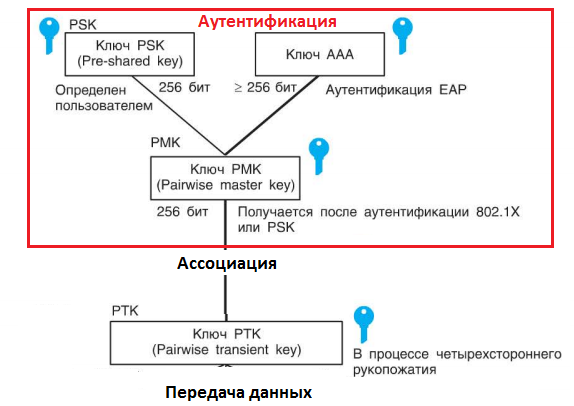 PSK
Аутентификация
Ключ PSK
(Pre-shared key)
Ключ AAA
Определен
пользователем
256 бит
≥ 256 бит
Аутентификация EAP
PMK
Ключ PMK
(Pairwise master key)
256 бит
Получается после аутентификации 802.1X
или PSK
Ассоциация
PTK
Ключ PTK
(Pairwise transient key)
В процессе четырехстороннего
рукопожатия
Передача данных